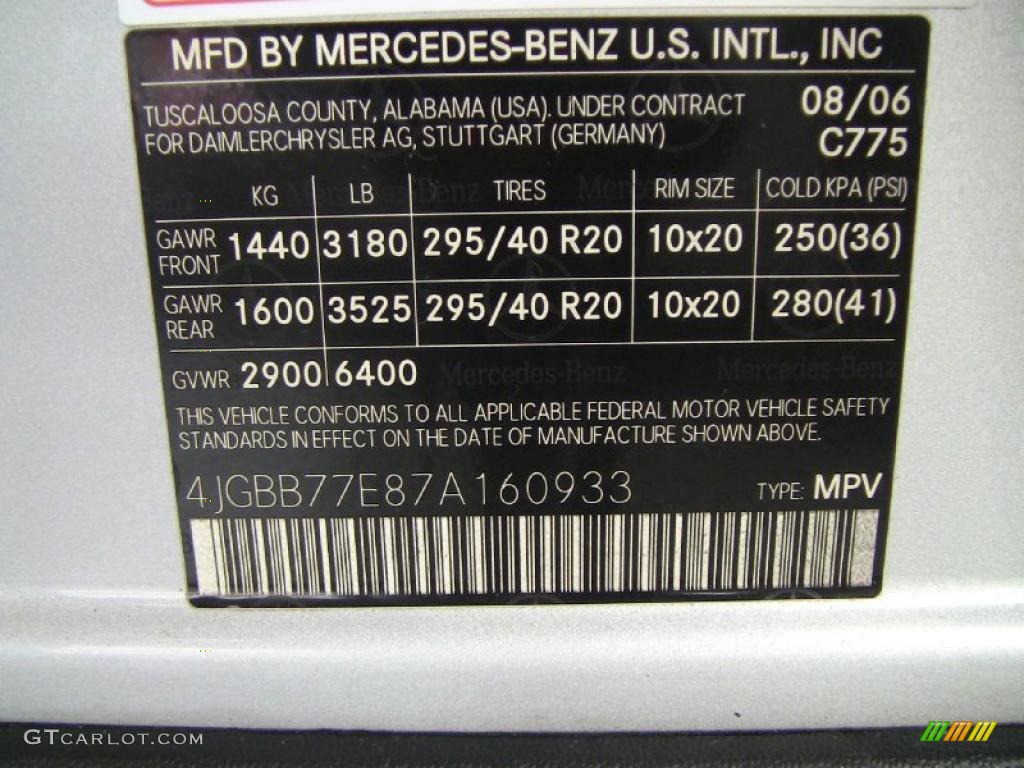 MFD BY MERCEDES-BENZ U.S. INTL., INC
TUSCALOOSA COUNTY, ALABAMA (USA). UNDER CONTRACT 08/06
FOR DAIMLERCHRYSLER AG, STUTTGART (GERMANY) C775
KG LB TIRES RIM SIZE COLD KPA (PSI)
GAWR FRONT 1440 3180 295/40 R20 10x20 250(36)
GAWR REAR 1600 3525 295/40 R20 10x20 280(41)
GVWR 2900 6400
Mercedes-Benz Mercedes-Benz
THIS VEHICLE CONFORMS TO ALL APPLICABLE FEDERAL MOTOR VEHICLE SAFETY
STANDARDS IN EFFECT ON THE DATE OF MANUFACTURE SHOWN ABOVE.
4JGBB77E87A160933 TYPE: MPV
GTCARLOT.COM